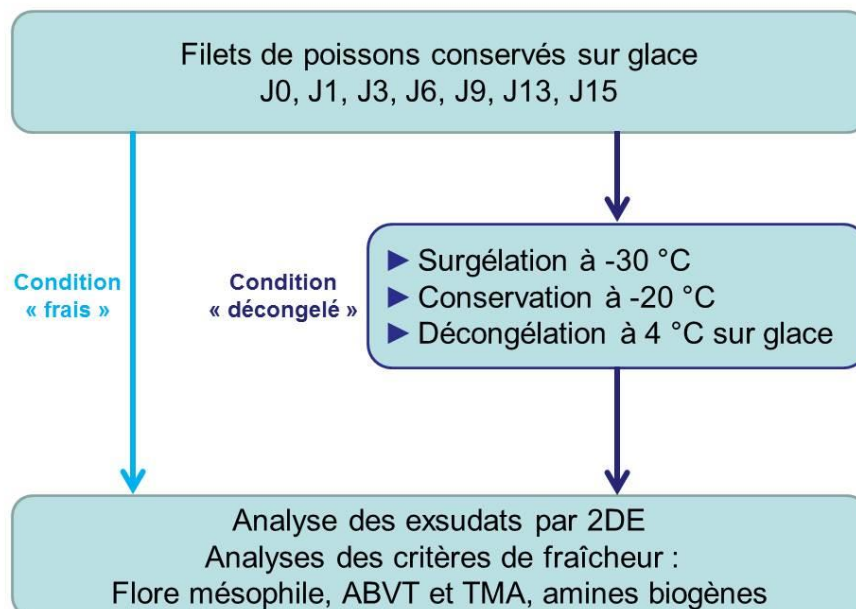 Filets de poissons conservés sur glace
J0, J1, J3, J6, J9, J13, J15
Condition
« frais »
Condition
« décongelé »
► Surgélation à -30 °C
► Conservation à -20 °C
► Décongélation à 4 °C sur glace
Analyse des exsudats par 2DE
Analyses des critères de fraîcheur :
Flore mésophile, ABVT et TMA, amines biogènes